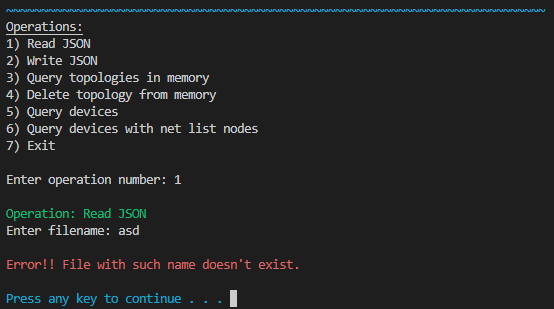 Operations:
1) Read JSON
2) Write JSON
3) Query topologies in memory
4) Delete topology from memory
5) Query devices
6) Query devices with net list nodes
7) Exit
Enter operation number: 1
Operation: Read JSON
Enter filename: asd
Error!! File with such name doesn't exist.
Press any key to continue . . .